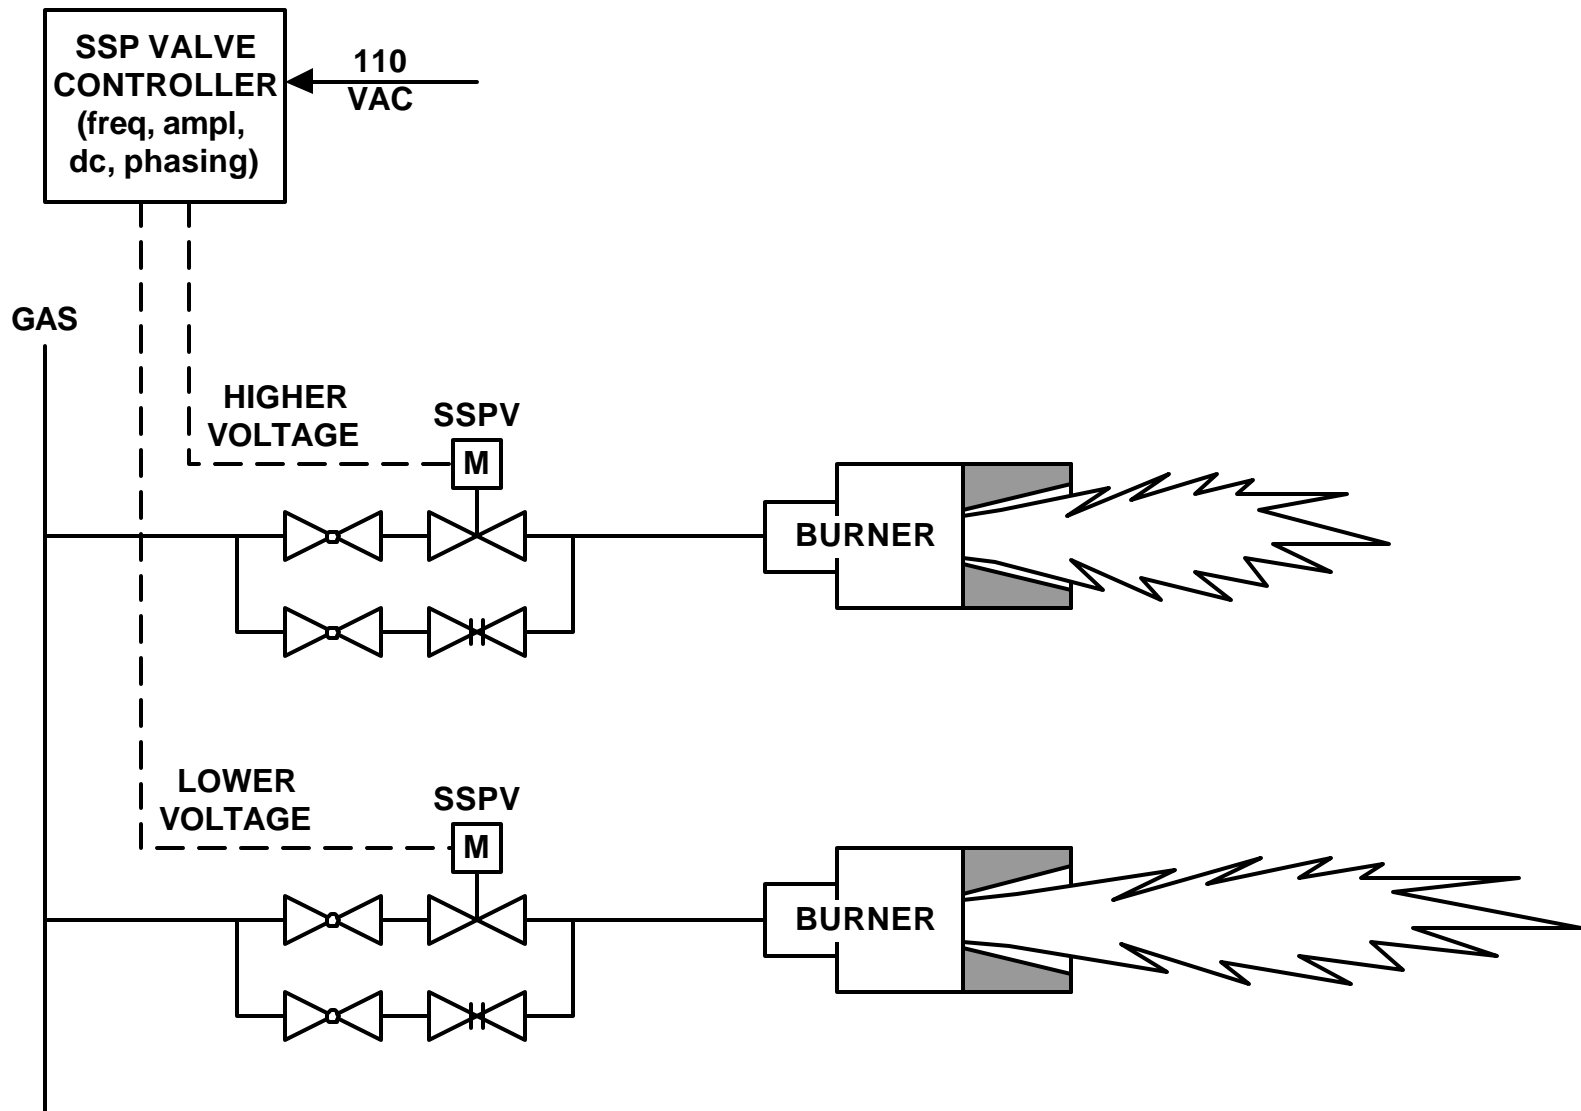 SSP VALVE
CONTROLLER
(freq, ampl,
dc, phasing)
110
VAC
GAS
HIGHER
VOLTAGE
SSPV
M
BURNER
LOWER
VOLTAGE
SSPV
M
BURNER